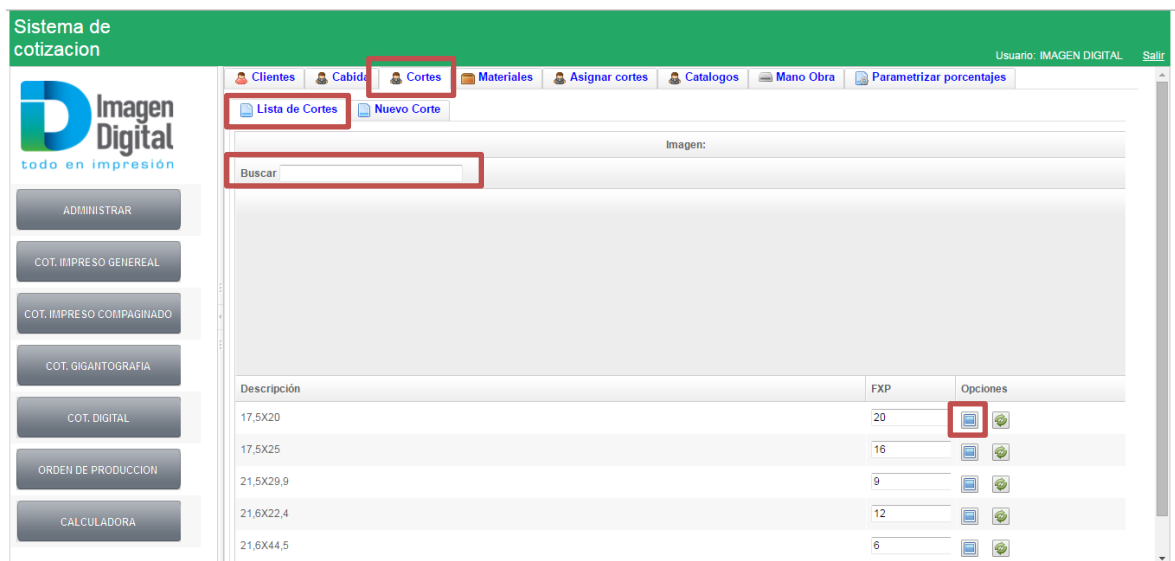 Sistema de
cotizacion
Usuario: IMAGEN DIGITAL Salir
Imagen
Digital
todo en impresión
ADMINISTRAR
COT. IMPRESO GENEREAL
COT. IMPRESO COMPAGINADO
COT. GIGANTOGRAFIA
COT. DIGITAL
ORDEN DE PRODUCCION
CALCULADORA
Clientes Cabida Cortes Materiales Asignar cortes Catalogos Mano Obra Parametrizar porcentajes
Lista de Cortes Nuevo Corte
Imagen:
Buscar
Descripción FXP Opciones
17,5X20 20
17,5X25 16
21,5X29,9 9
21,6X22,4 12
21,6X44,5 6